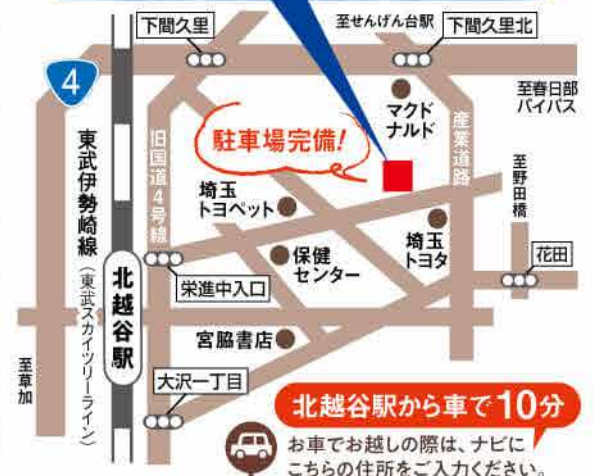 下間久里
至せんげん台駅
下間久里北
4
至春日部
バイパス
マクド
ナルド
産業道路
駐車場完備!
旧国道4号線
東武伊勢崎線
(東武スカイツリーライン)
至野田橋
埼玉
トヨペット
埼玉
トヨタ
花田
保健
センター
北越谷駅
栄進中入口
宮脇書店
至草加
大沢一丁目
北越谷駅から車で10分
お車でお越しの際は、ナビに
こちらの住所をご入力ください。